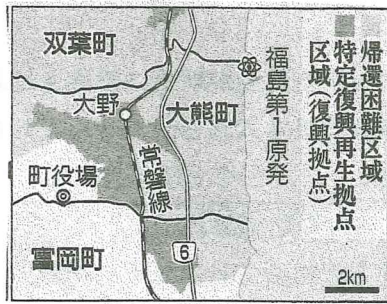 帰還困難区域
特定復興再生拠点
区域(復興拠点)
福島第1原発
双葉町
大野
大熊町
町役場
常磐線
富岡町
6
2km